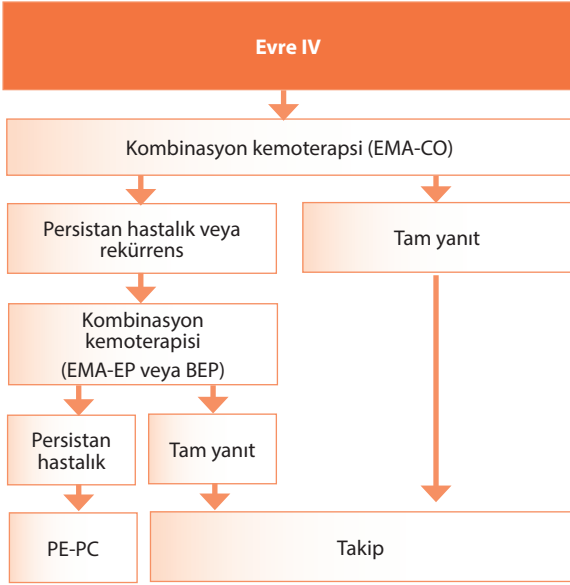 Evre IV
Kombinasyon kemoterapsi (EMA-CO)
Persistan hastalık veya
rekürrens
Tam yanıt
Kombinasyon
kemoterapisi
(EMA-EP veya BEP)
Persistan
hastalık
Tam yanıt
PE-PC
Takip